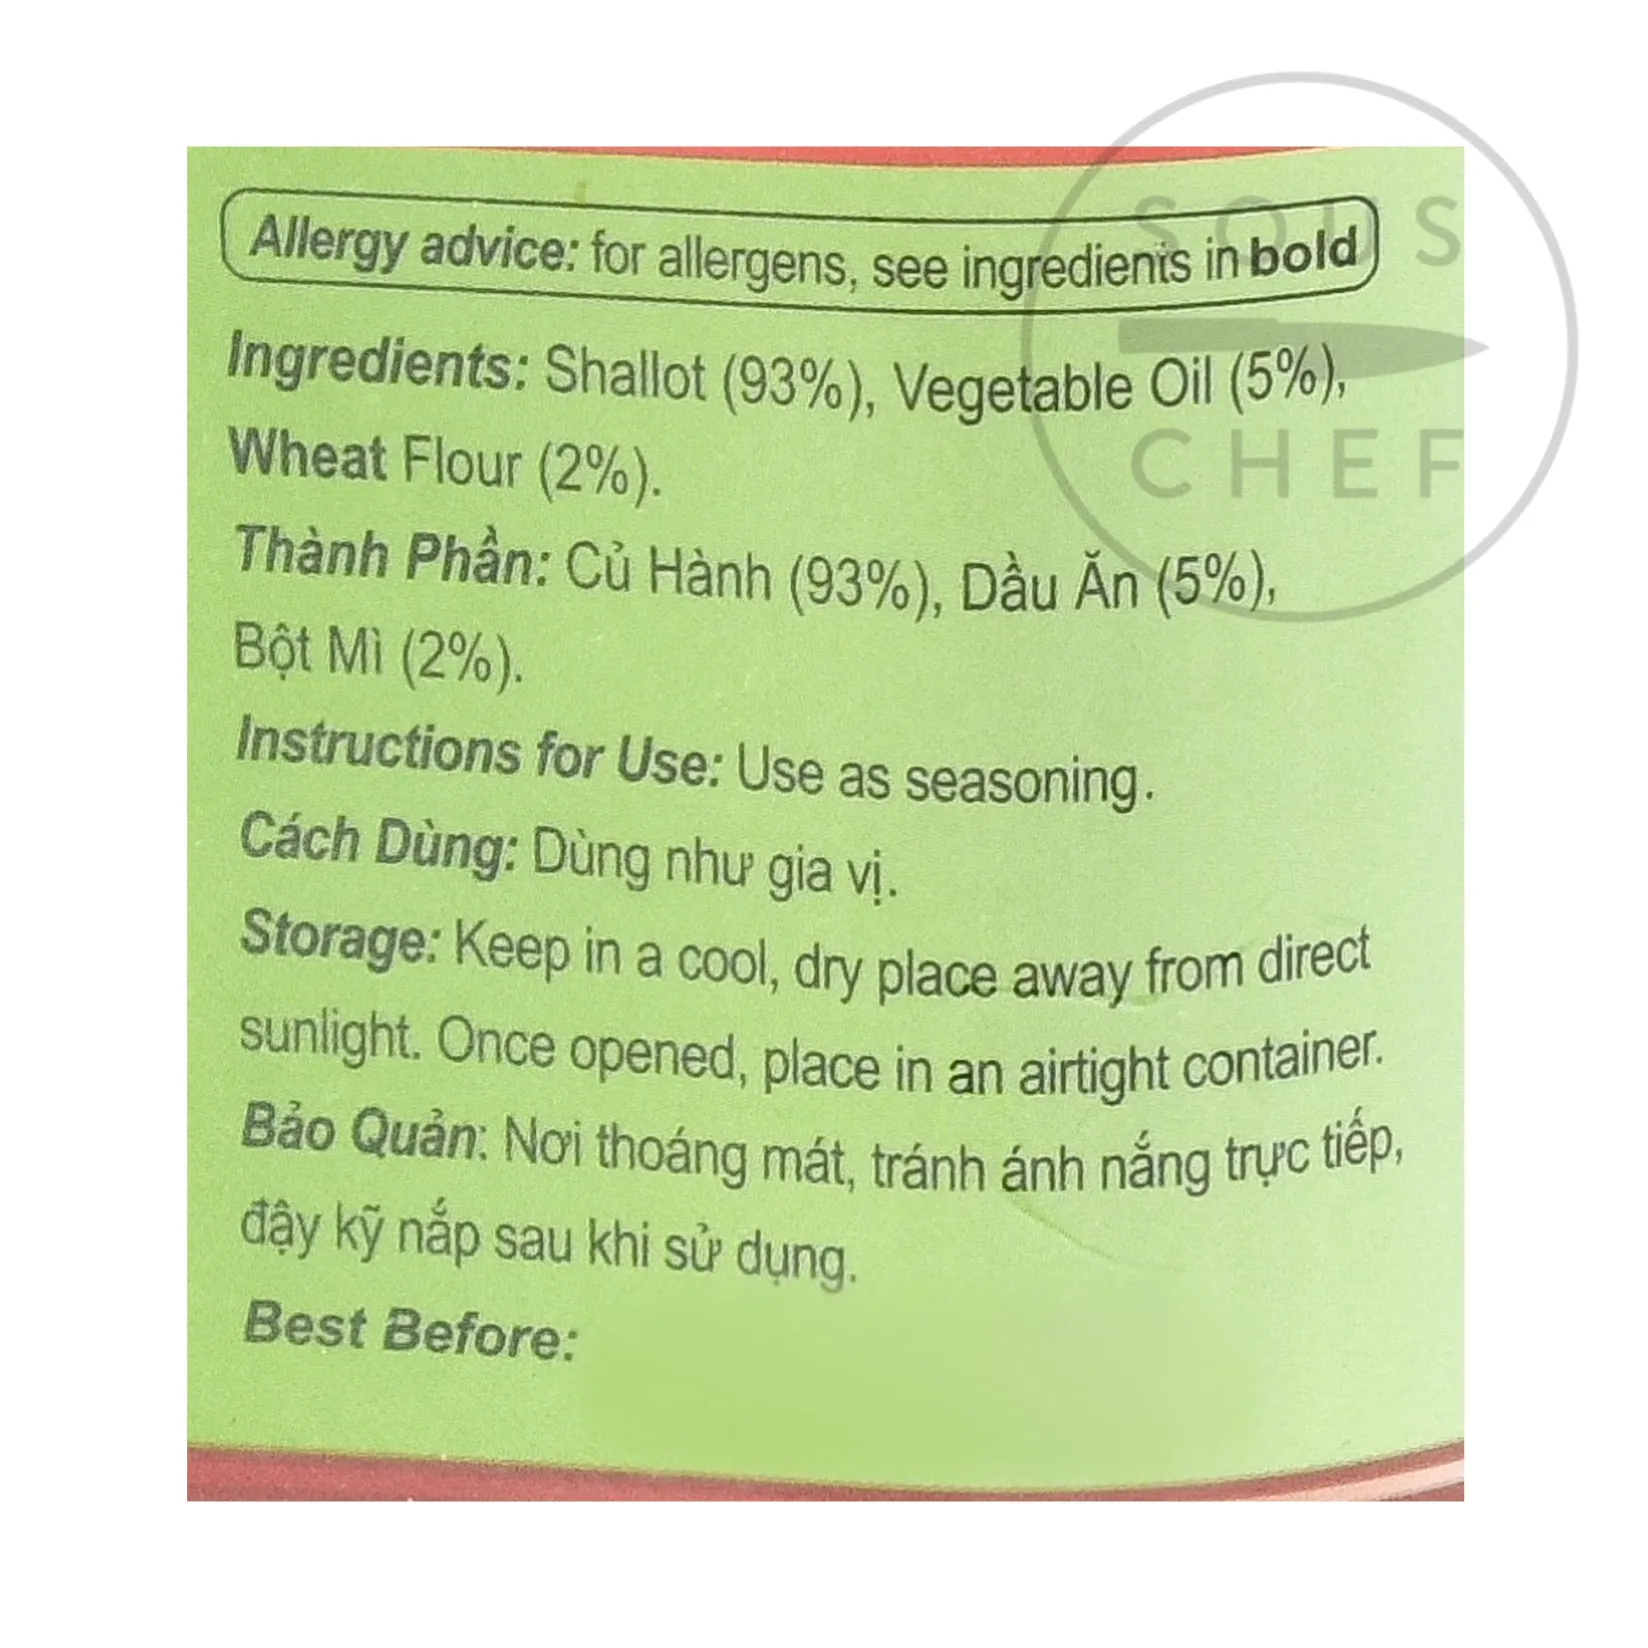 SOUS
CHEF
Allergy advice: for allergens, see ingredients in bold
Ingredients: Shallot (93%), Vegetable Oil (5%),
Wheat Flour (2%).
Thành Phần: Củ Hành (93%), Dầu Ăn (5%),
Bột Mì (2%).
Instructions for Use: Use as seasoning.
Cách Dùng: Dùng như gia vị.
Storage: Keep in a cool, dry place away from direct
sunlight. Once opened, place in an airtight container.
Bảo Quản: Nơi thoáng mát, tránh ánh nắng trực tiếp,
đậy kỹ nắp sau khi sử dụng.
Best Before: